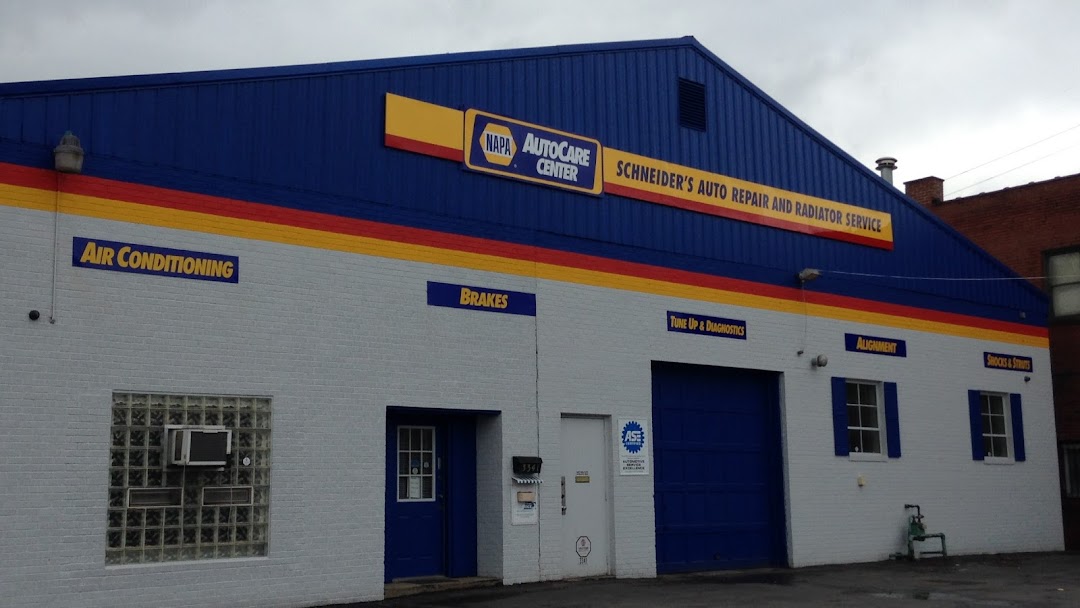 NAPA
AUTOCARE
CENTER
SCHNEIDER'S AUTO REPAIR AND RADIATOR SERVICE
AIR CONDITIONING
BRAKES
TUNE UP & DIAGNOSTICS
ALIGNMENT
SHOCKS & STRUTS
ASE
334